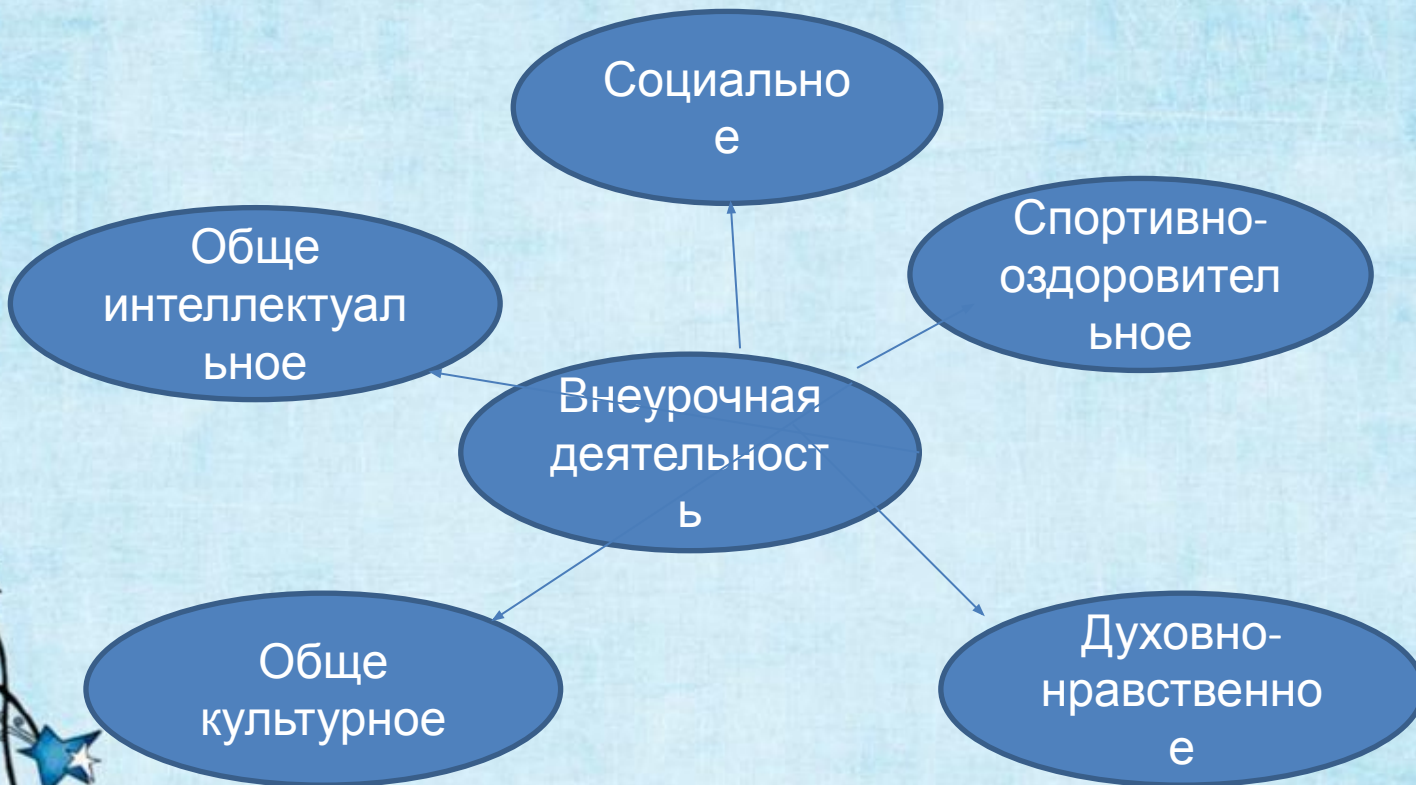 Социально
е
Спортивно-
оздоровител
ьное
Обще
интеллектуал
ьное
Внеурочная
деятельност
ь
Обще
культурное
Духовно-
нравственно
е